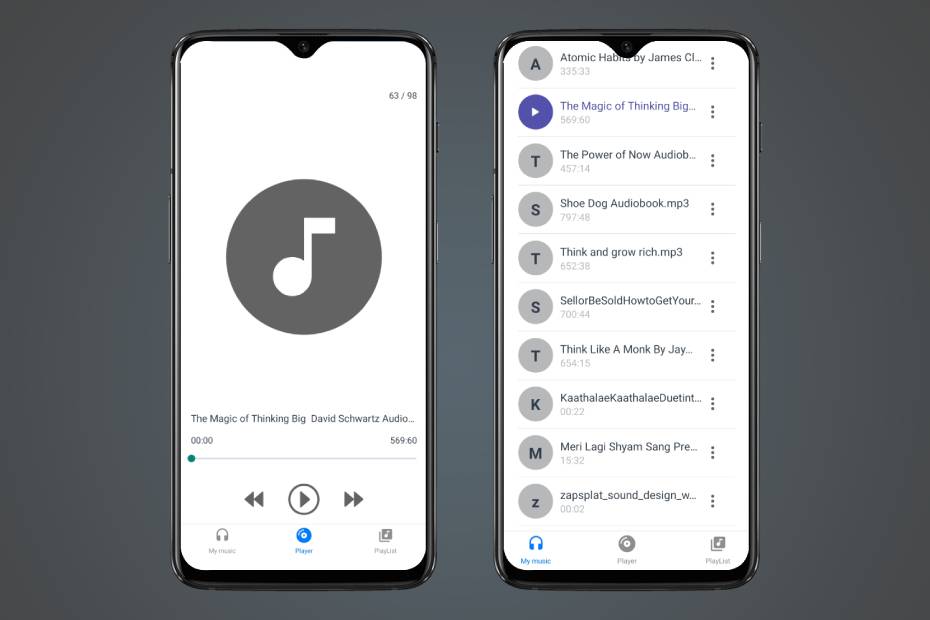 63 / 98
The Magic of Thinking Big  David Schwartz Audio...
00:00
569:60
My music
Player
PlayList
A
Atomic Habits by James Cl...
335:33
The Magic of Thinking Big...
569:60
T
The Power of Now Audiob...
457:14
S
Shoe Dog Audiobook.mp3
797:48
T
Think and grow rich.mp3
652:38
S
SellorBeSoldHowtoGetYour...
700:44
T
Think Like A Monk By Jay...
654:15
K
KaathalaeKaathalaeDuetint...
00:22
M
Meri Lagi Shyam Sang Pre...
15:32
z
zapsplat_sound_design_w...
00:02
My music
Player
PlayList